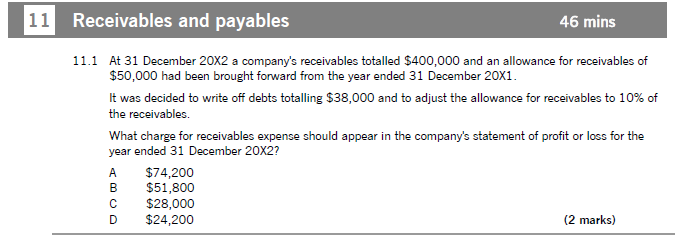 11 Receivables and payables 46 mins
11.1 At 31 December 20X2 a company's receivables totalled $400,000 and an allowance for receivables of
$50,000 had been brought forward from the year ended 31 December 20X1.
It was decided to write off debts totalling $38,000 and to adjust the allowance for receivables to 10% of
the receivables.
What charge for receivables expense should appear in the company's statement of profit or loss for the
year ended 31 December 20X2?
A $74,200
B $51,800
C $28,000
D $24,200 (2 marks)